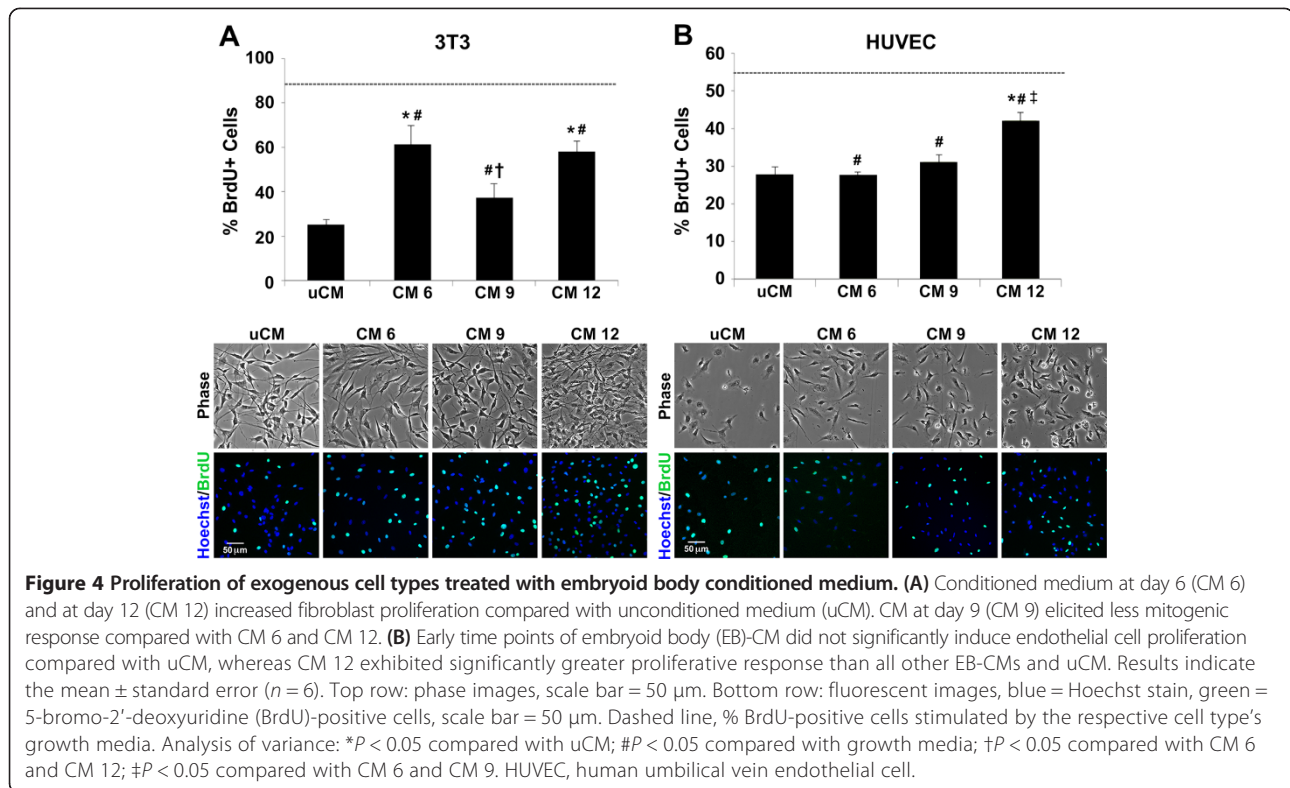 A
3T3
100
80
60
40
20
0
% BrdU+ Cells
* #
#†
* #
uCM CM 6 CM 9 CM 12
uCM CM 6 CM 9 CM 12
Phase
Hoechst/BrdU
50 µm
B
HUVEC
60
50
40
30
20
10
0
% BrdU+ Cells
#
#
*# ‡
uCM CM 6 CM 9 CM 12
uCM CM 6 CM 9 CM 12
Phase
Hoechst/BrdU
50 µm
Figure 4 Proliferation of exogenous cell types treated with embryoid body conditioned medium. (A) Conditioned medium at day 6 (CM 6)
and at day 12 (CM 12) increased fibroblast proliferation compared with unconditioned medium (uCM). CM at day 9 (CM 9) elicited less mitogenic
response compared with CM 6 and CM 12. (B) Early time points of embryoid body (EB)-CM did not significantly induce endothelial cell proliferation
compared with uCM, whereas CM 12 exhibited significantly greater proliferative response than all other EB-CMs and uCM. Results indicate
the mean ± standard error (n = 6). Top row: phase images, scale bar = 50 µm. Bottom row: fluorescent images, blue = Hoechst stain, green =
5-bromo-2′-deoxyuridine (BrdU)-positive cells, scale bar = 50 µm. Dashed line, % BrdU-positive cells stimulated by the respective cell type's
growth media. Analysis of variance: *P < 0.05 compared with uCM; #P < 0.05 compared with growth media; †P < 0.05 compared with CM 6
and CM 12; ‡P < 0.05 compared with CM 6 and CM 9. HUVEC, human umbilical vein endothelial cell.